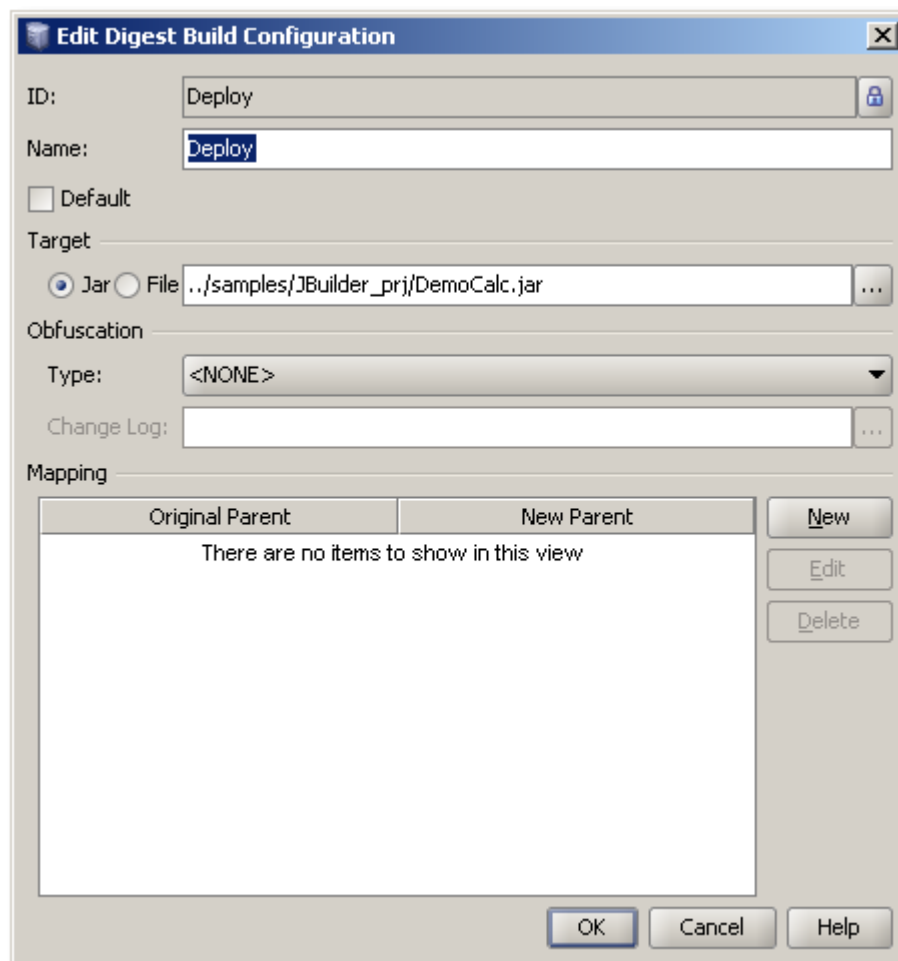 Edit Digest Build Configuration
ID: Deploy
Name: Deploy
Default
Target
Jar File ../samples/JBuilder_prj/DemoCalc.jar ...
Obfuscation
Type: <NONE>
Change Log: ...
Mapping
Original Parent New Parent New
There are no items to show in this view
Edit
Delete
OK Cancel Help